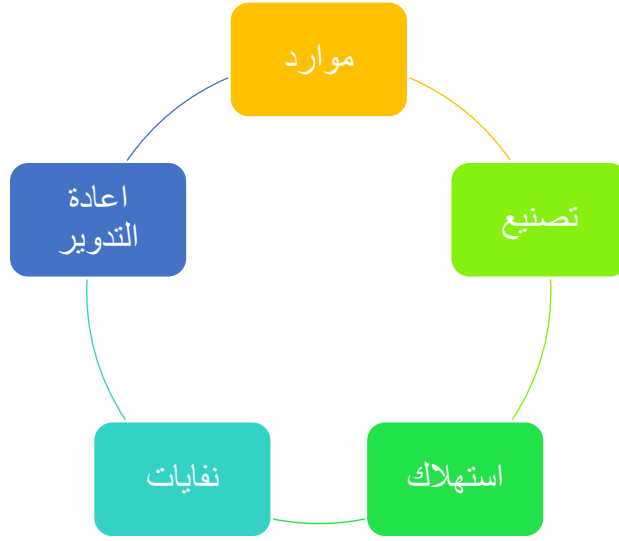 موارد
تصنيع
استهلاك
نفايات
اعادة
التدوير